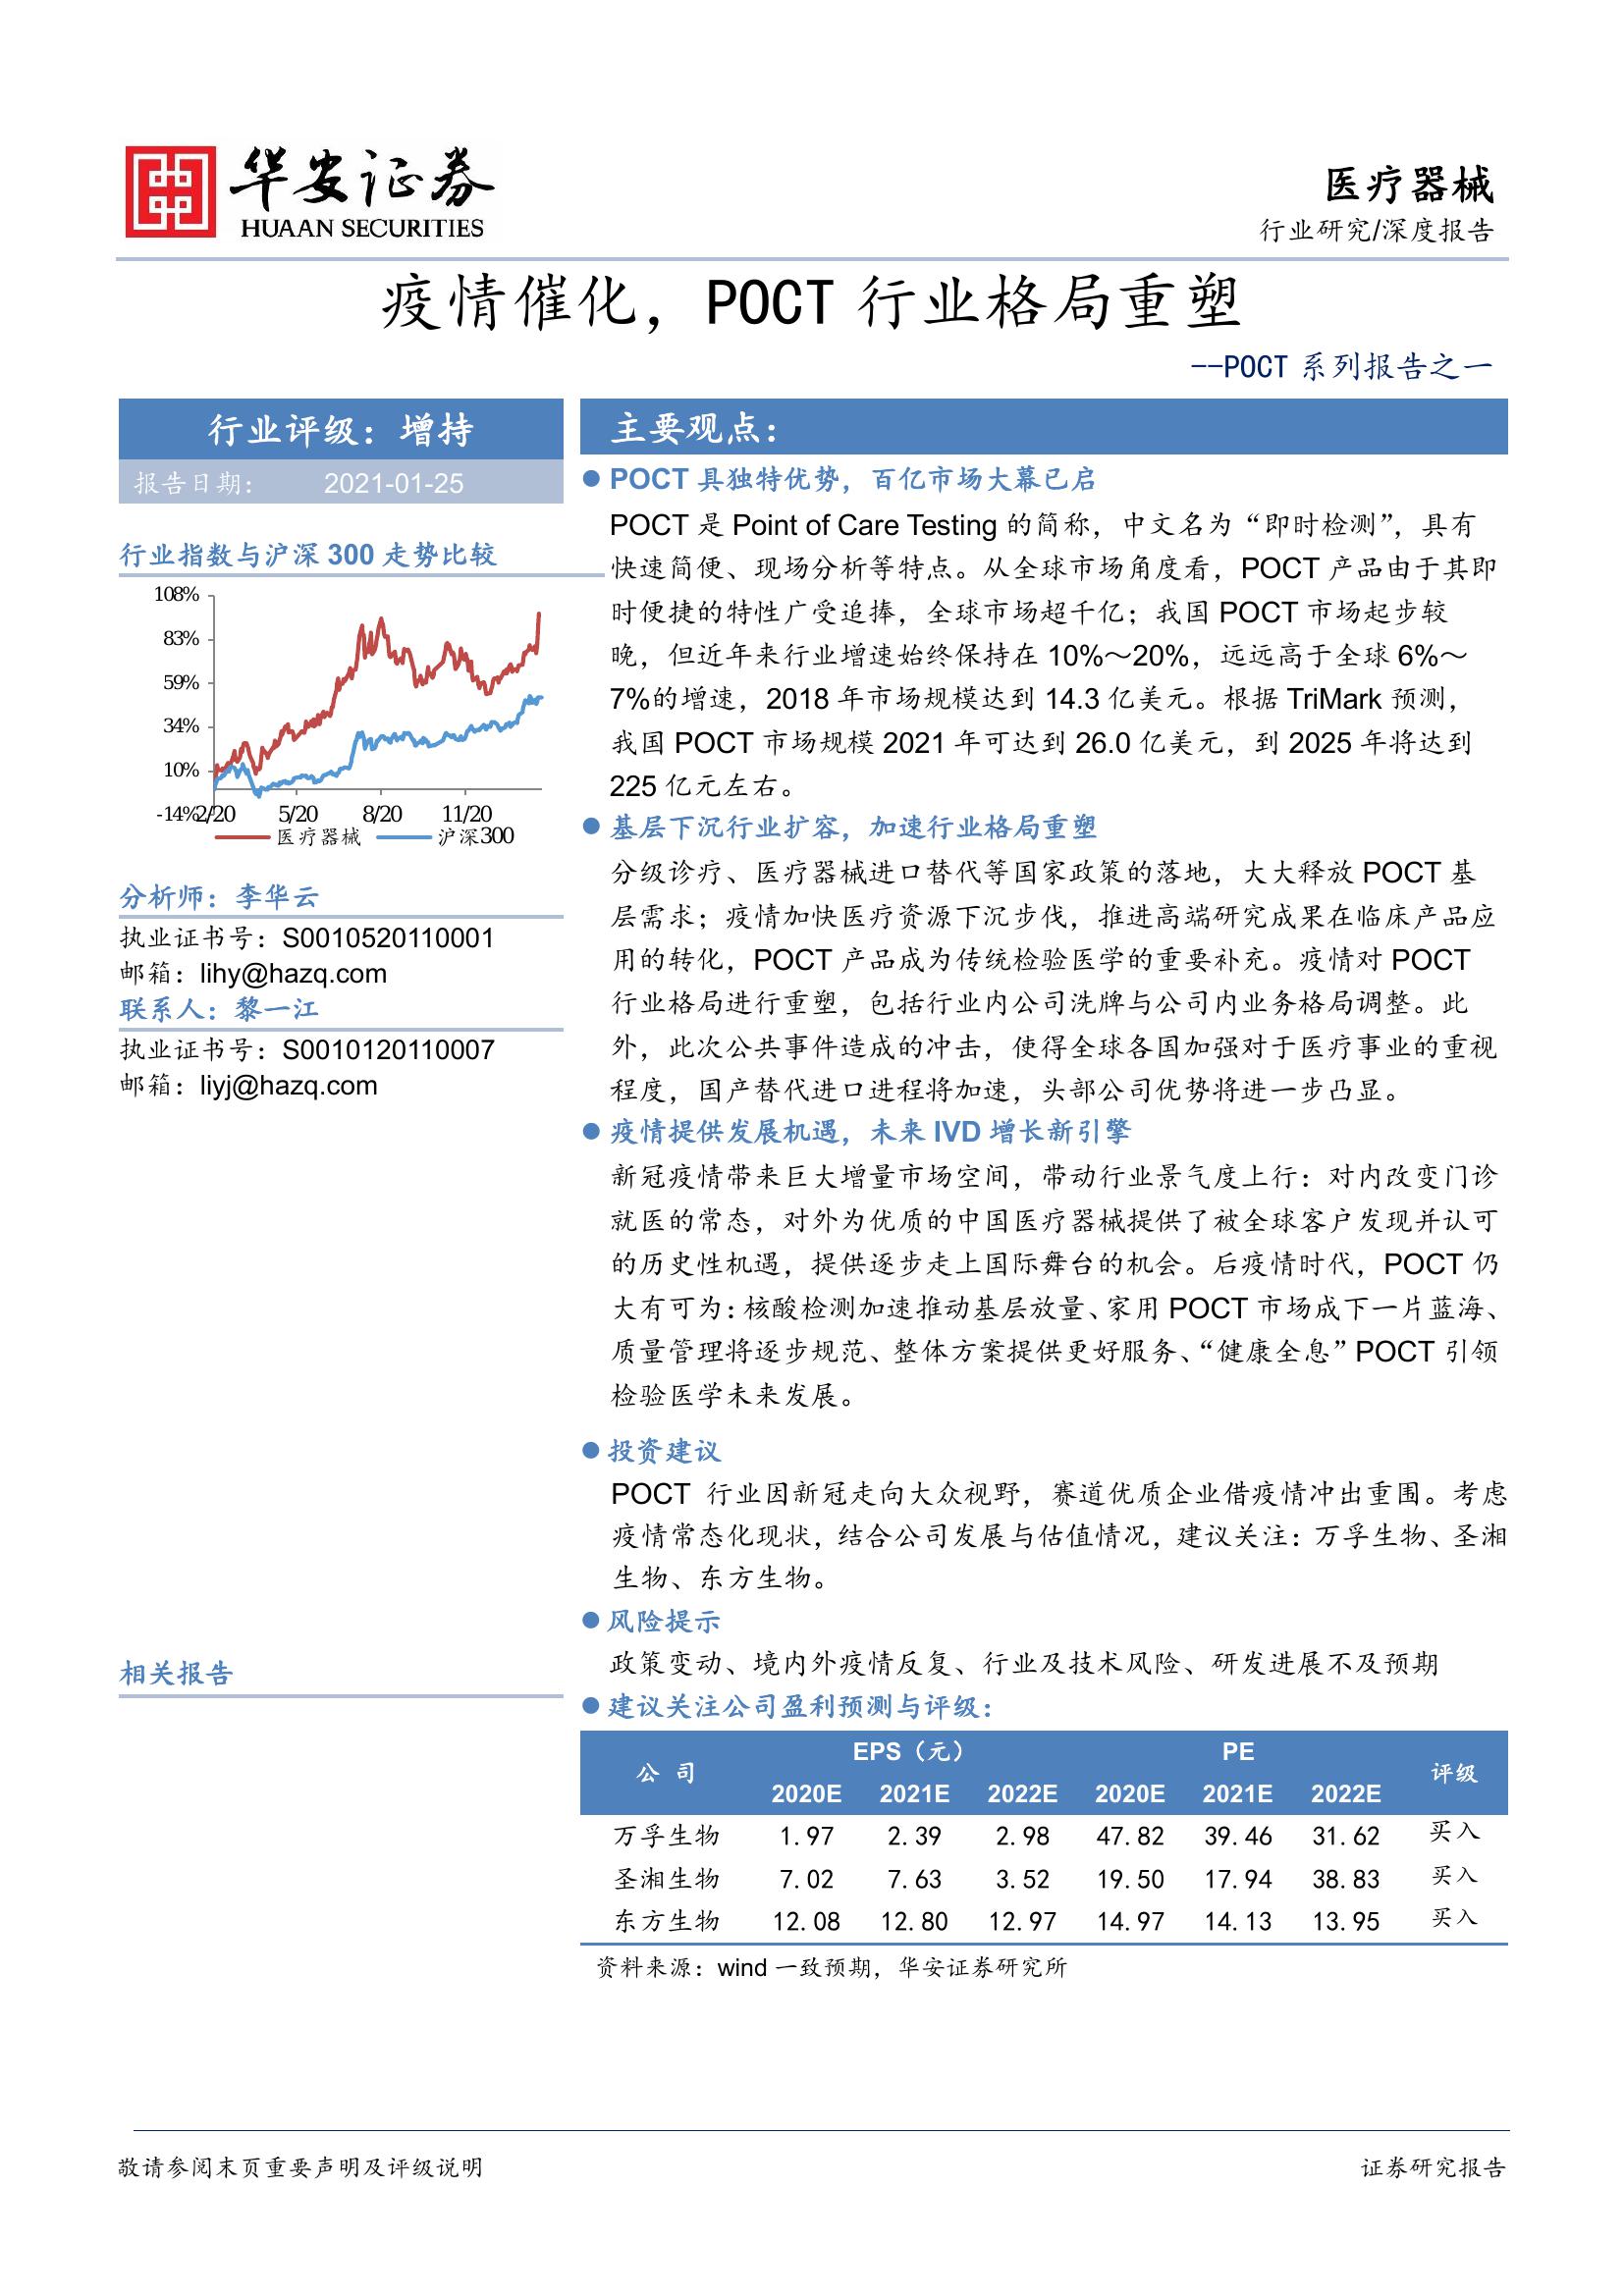 华安证券
HUAAN SECURITIES
医疗器械
行业研究/深度报告
疫情催化，POCT 行业格局重塑
--POCT 系列报告之一
行业评级：增持
报告日期： 2021-01-25
行业指数与沪深 300 走势比较
108%
83%
59%
34%
10%
-14%
2/20 5/20 8/20 11/20
医疗器械 沪深300
分析师：李华云
执业证书号：S0010520110001
邮箱：lihy@hazq.com
联系人：黎一江
执业证书号：S0010120110007
邮箱：liyj@hazq.com
相关报告
主要观点：
POCT 具独特优势，百亿市场大幕已启
POCT 是 Point of Care Testing 的简称，中文名为“即时检测”，具有
快速简便、现场分析等特点。从全球市场角度看，POCT 产品由于其即
时便捷的特性广受追捧，全球市场超千亿；我国 POCT 市场起步较
晚，但近年来行业增速始终保持在 10%～20%，远远高于全球 6%～
7%的增速，2018 年市场规模达到 14.3 亿美元。根据 TriMark 预测，
我国 POCT 市场规模 2021 年可达到 26.0 亿美元，到 2025 年将达到
225 亿元左右。
基层下沉行业扩容，加速行业格局重塑
分级诊疗、医疗器械进口替代等国家政策的落地，大大释放 POCT 基
层需求；疫情加快医疗资源下沉步伐，推进高端研究成果在临床产品应
用的转化，POCT 产品成为传统检验医学的重要补充。疫情对 POCT
行业格局进行重塑，包括行业内公司洗牌与公司内业务格局调整。此
外，此次公共事件造成的冲击，使得全球各国加强对于医疗事业的重视
程度，国产替代进口进程将加速，头部公司优势将进一步凸显。
疫情提供发展机遇，未来 IVD 增长新引擎
新冠疫情带来巨大增量市场空间，带动行业景气度上行：对内改变门诊
就医的常态，对外为优质的中国医疗器械提供了被全球客户发现并认可
的历史性机遇，提供逐步走上国际舞台的机会。后疫情时代，POCT 仍
大有可为：核酸检测加速推动基层放量、家用 POCT 市场成下一片蓝海、
质量管理将逐步规范、整体方案提供更好服务、“健康全息” POCT 引领
检验医学未来发展。
投资建议
POCT 行业因新冠走向大众视野，赛道优质企业借疫情冲出重围。考虑
疫情常态化现状，结合公司发展与估值情况，建议关注：万孚生物、圣湘
生物、东方生物。
风险提示
政策变动、境内外疫情反复、行业及技术风险、研发进展不及预期
建议关注公司盈利预测与评级：
公 司 EPS（元） PE 评级
2020E 2021E 2022E 2020E 2021E 2022E
万孚生物 1.97 2.39 2.98 47.82 39.46 31.62 买入
圣湘生物 7.02 7.63 3.52 19.50 17.94 38.83 买入
东方生物 12.08 12.80 12.97 14.97 14.13 13.95 买入
资料来源：wind 一致预期，华安证券研究所
敬请参阅末页重要声明及评级说明
证券研究报告